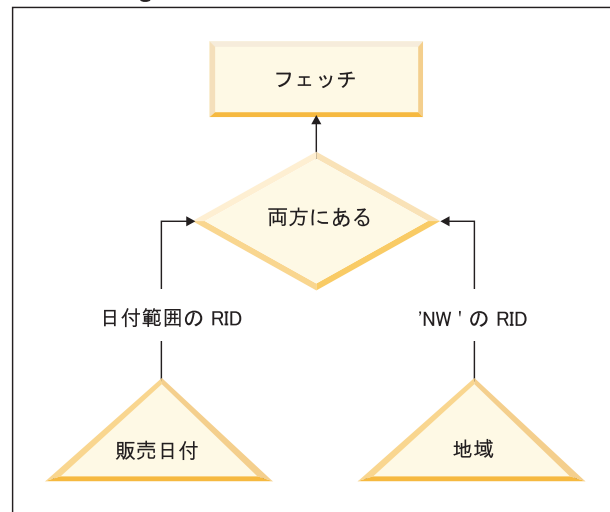 フェッチ
両方にある
日付範囲の RID
'NW ' の RID
販売日付
地域